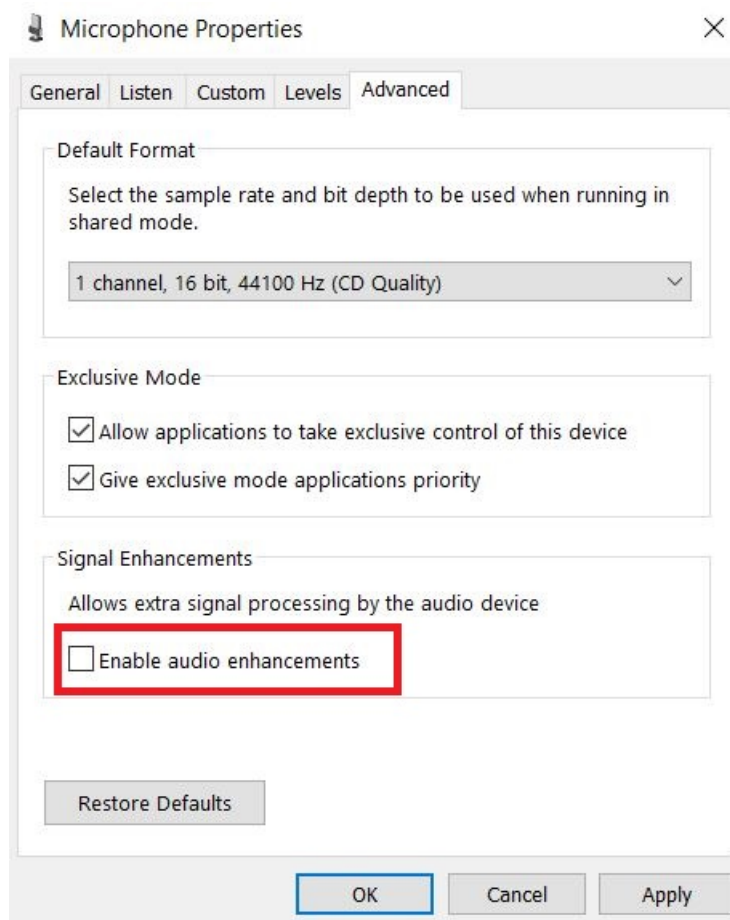 Microphone Properties
General Listen Custom Levels Advanced
Default Format
Select the sample rate and bit depth to be used when running in
shared mode.
1 channel, 16 bit, 44100 Hz (CD Quality)
Exclusive Mode
Allow applications to take exclusive control of this device
Give exclusive mode applications priority
Signal Enhancements
Allows extra signal processing by the audio device
Enable audio enhancements
Restore Defaults
OK Cancel Apply